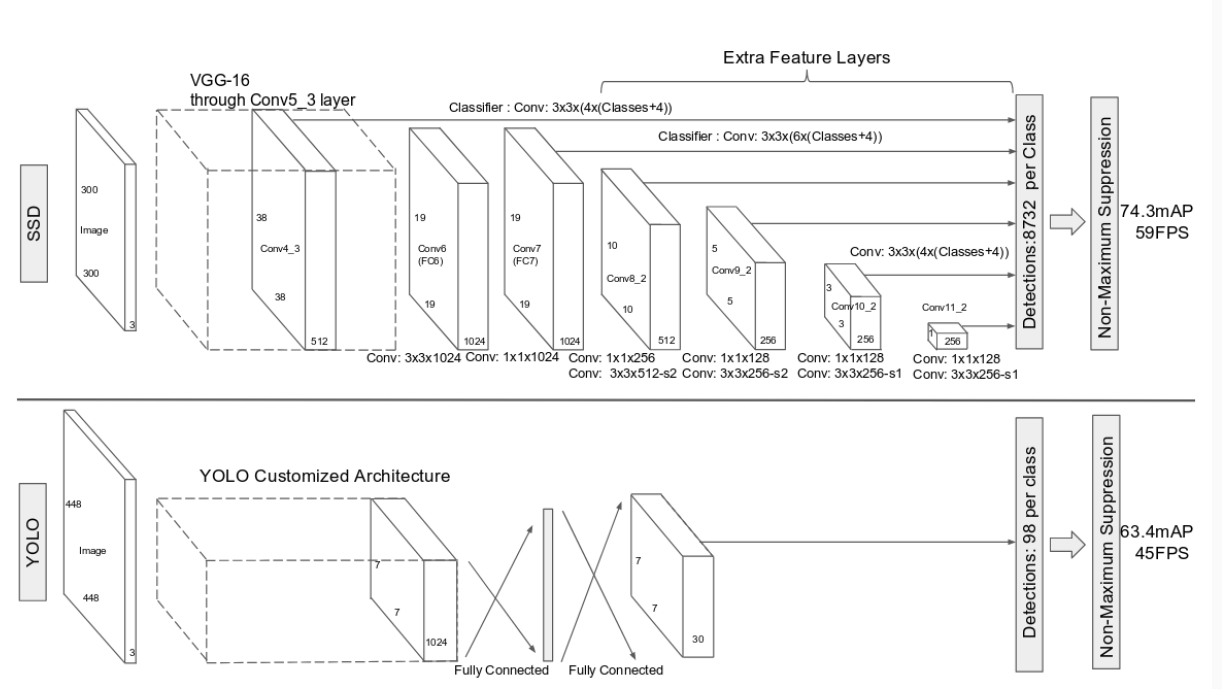 Extra Feature Layers
VGG-16
through Conv5_3 layer
Classifier : Conv: 3x3x(4x(Classes+4))
Classifier : Conv: 3x3x(6x(Classes+4))
SSD
300
Image
300
3
38
Conv4_3
38
512
19
Conv6
(FC6)
19
1024
19
Conv7
(FC7)
19
1024
10
Conv8_2
10
512
5
Conv9_2
5
256
Conv: 3x3x(4x(Classes+4))
3
Conv10_2
3
256
Conv11_2
1
256
Conv: 3x3x1024
Conv: 1x1x1024
Conv: 1x1x256
Conv: 3x3x512-s2
Conv: 1x1x128
Conv: 3x3x256-s2
Conv: 1x1x128
Conv: 3x3x256-s1
Conv: 1x1x128
Conv: 3x3x256-s1
Detections:8732 per Class
Non-Maximum Suppression
74.3mAP
59FPS
YOLO
448
Image
448
3
YOLO Customized Architecture
7
7
1024
Fully Connected
Fully Connected
7
7
30
Detections: 98 per class
Non-Maximum Suppression
63.4mAP
45FPS